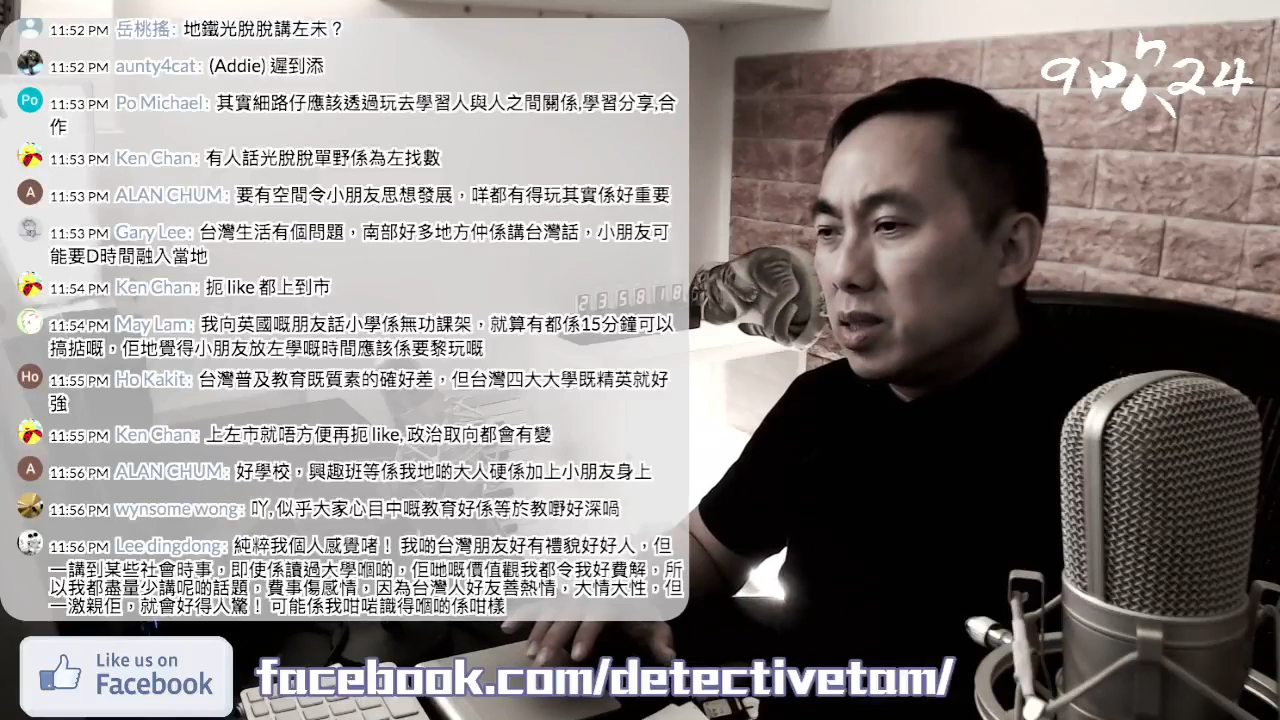 11:52 PM 岳桃搖: 地鐵光脫脫講左未？
11:52 PM aunty4cat: (Addie) 遲到添
Po 11:53 PM Po Michael: 其實細路仔應該透過玩去學習人與人之間關係,學習分享,合
作
11:53 PM Ken Chan: 有人話光脫脫單野係為左找數
A 11:53 PM ALAN CHUM: 要有空間令小朋友思想發展，咩都有得玩其實係好重要
11:53 PM Gary Lee: 台灣生活有個問題，南部好多地方仲係講台灣話，小朋友可
能要D時間融入當地
11:54 PM Ken Chan: 扼 like 都上到市
11:54 PM May Lam: 我向英國嘅朋友話小學係無功課架，就算有都係15分鐘可以
搞掂嘅，佢地覺得小朋友放左學嘅時間應該係要黎玩嘅
Ho 11:55 PM Ho Kakit: 台灣普及教育既質素的確好差，但台灣四大大學既精英就好
強
11:55 PM Ken Chan: 上左市就唔方便再扼 like, 政治取向都會有變
A 11:56 PM ALAN CHUM: 好學校，興趣班等係我地啲大人硬係加上小朋友身上
11:56 PM wynsome wong: 吖, 似乎大家心目中嘅教育好係等於教嘢好深喎
11:56 PM Lee dingdong: 純粹我個人感覺啫！ 我啲台灣朋友好有禮貌好好人，但
一講到某些社會時事，即使係讀過大學嗰啲，佢哋嘅價值觀我都令我好費解，所
以我都盡量少講呢啲話題，費事傷感情，因為台灣人好友善熱情，大情大性，但
一激親佢，就會好得人驚！ 可能係我咁啱識得嗰啲係咁樣
23 58 18
24
Like us on
Facebook
facebook.com/detectivetam/